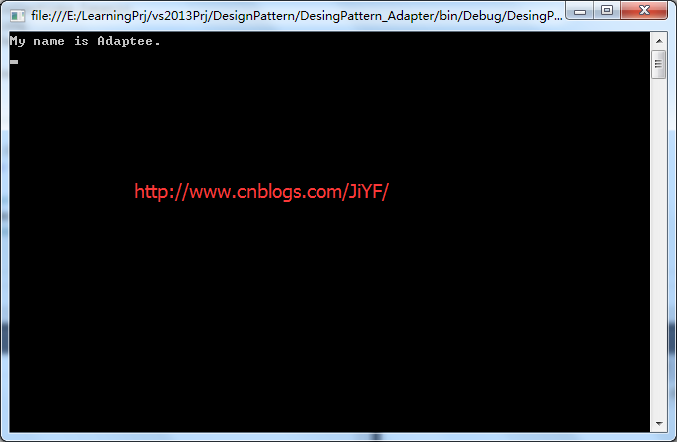 file:///E:/LearningPrj/vs2013Prj/DesignPattern/DesingPattern_Adapter/bin/Debug/DesingP...
My name is Adaptee.
http://www.cnblogs.com/JiYF/